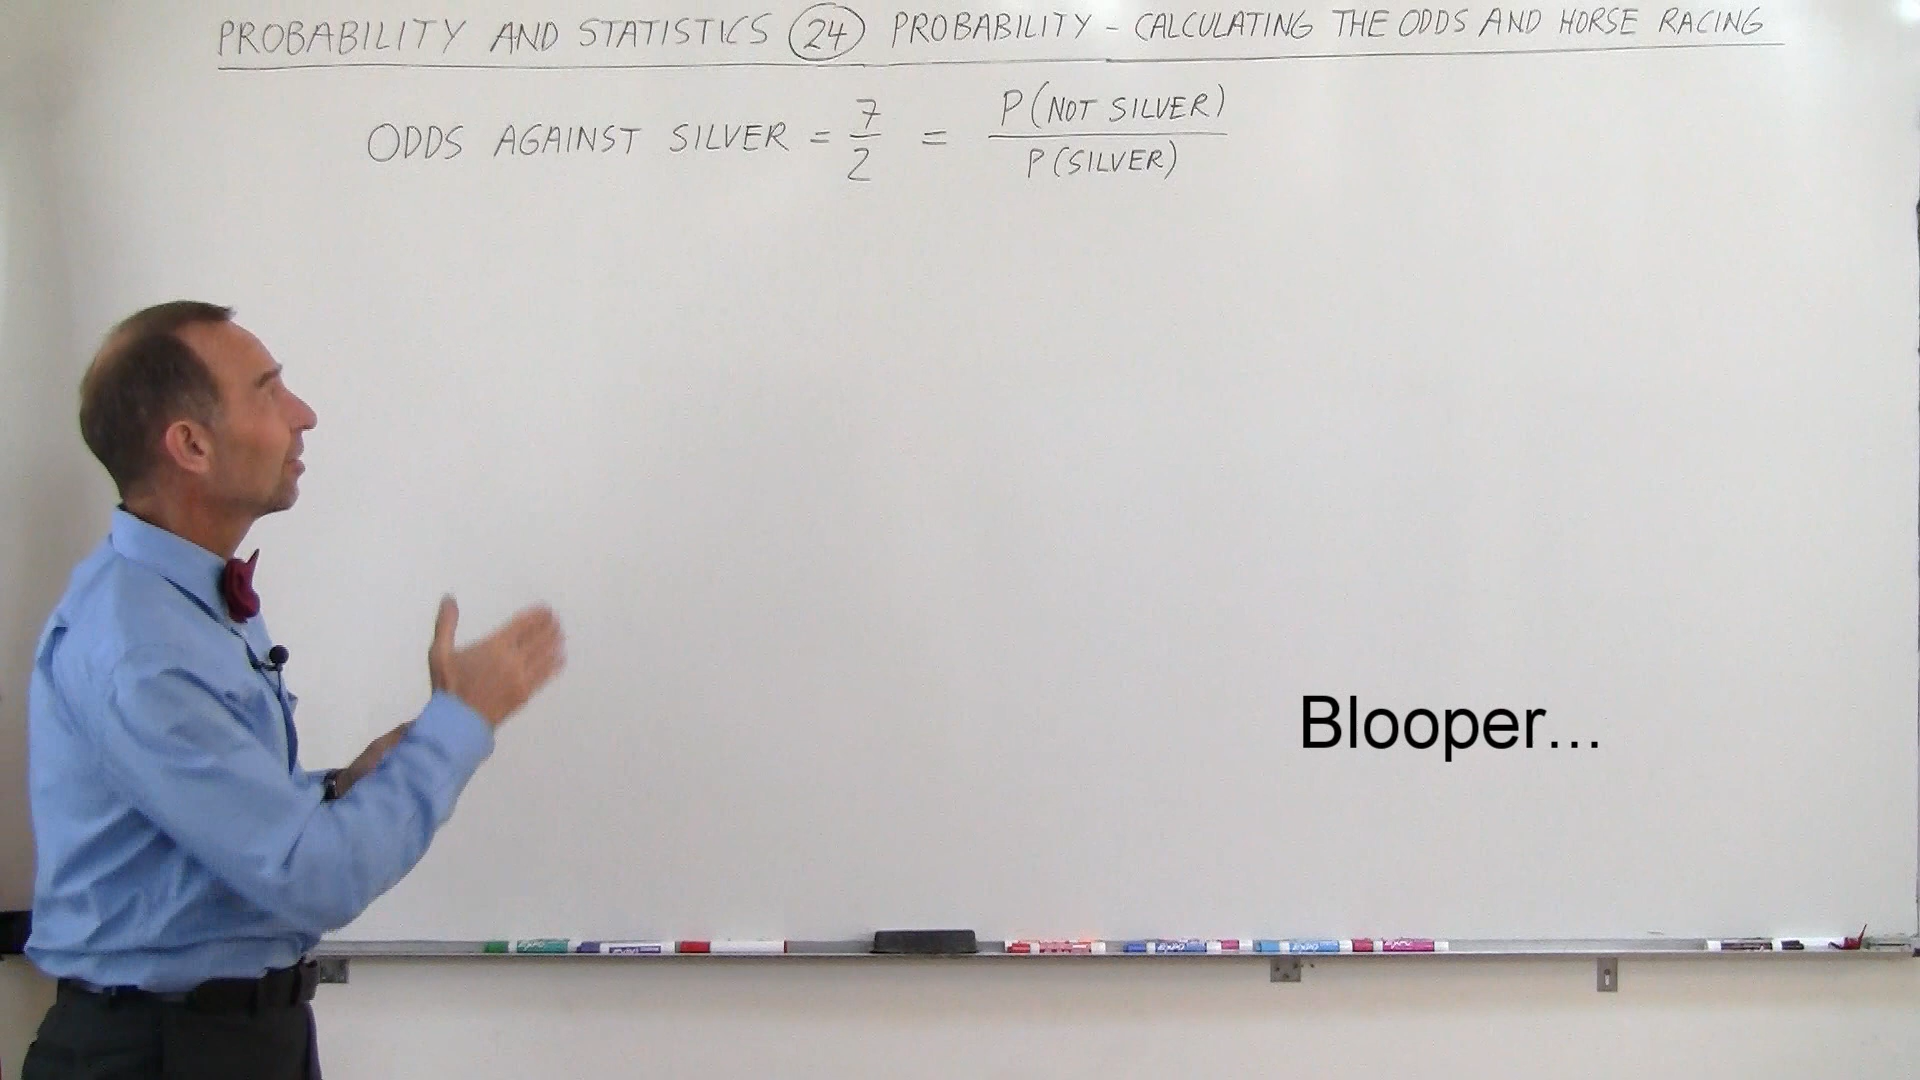 PROBABILITY AND STATISTICS 24 PROBABILITY - CALCULATING THE ODDS AND HORSE RACING
ODDS AGAINST SILVER = 7/2 = P(NOT SILVER)/P(SILVER)
Blooper...